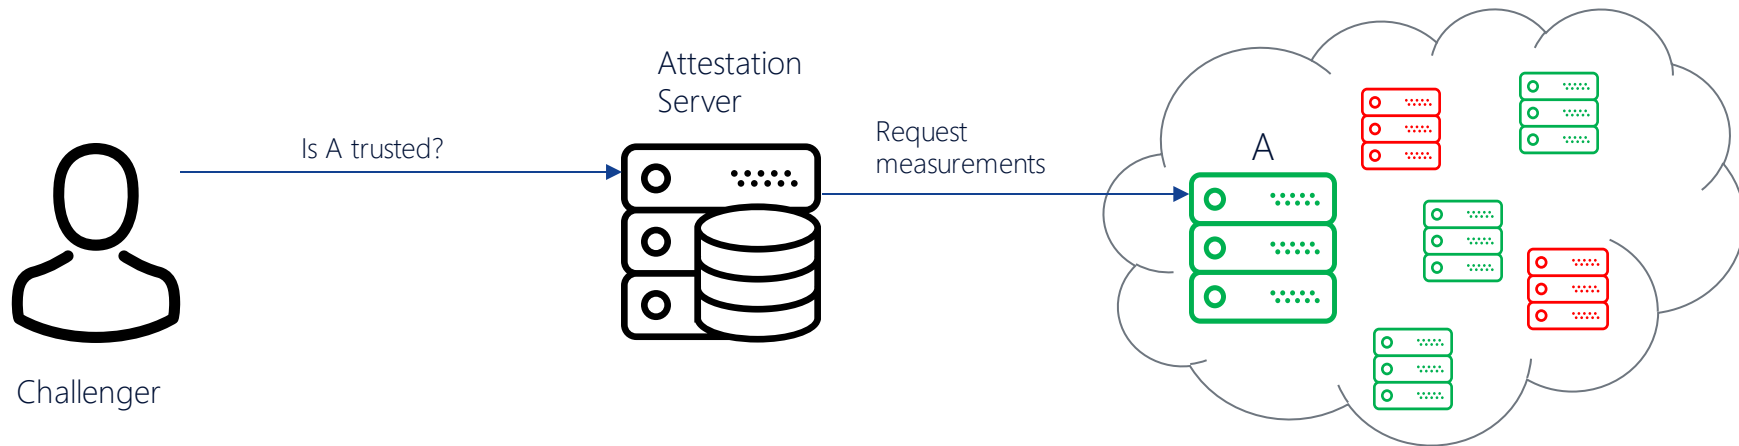 Attestation
Server
Is A trusted?
Request
measurements
A
Challenger